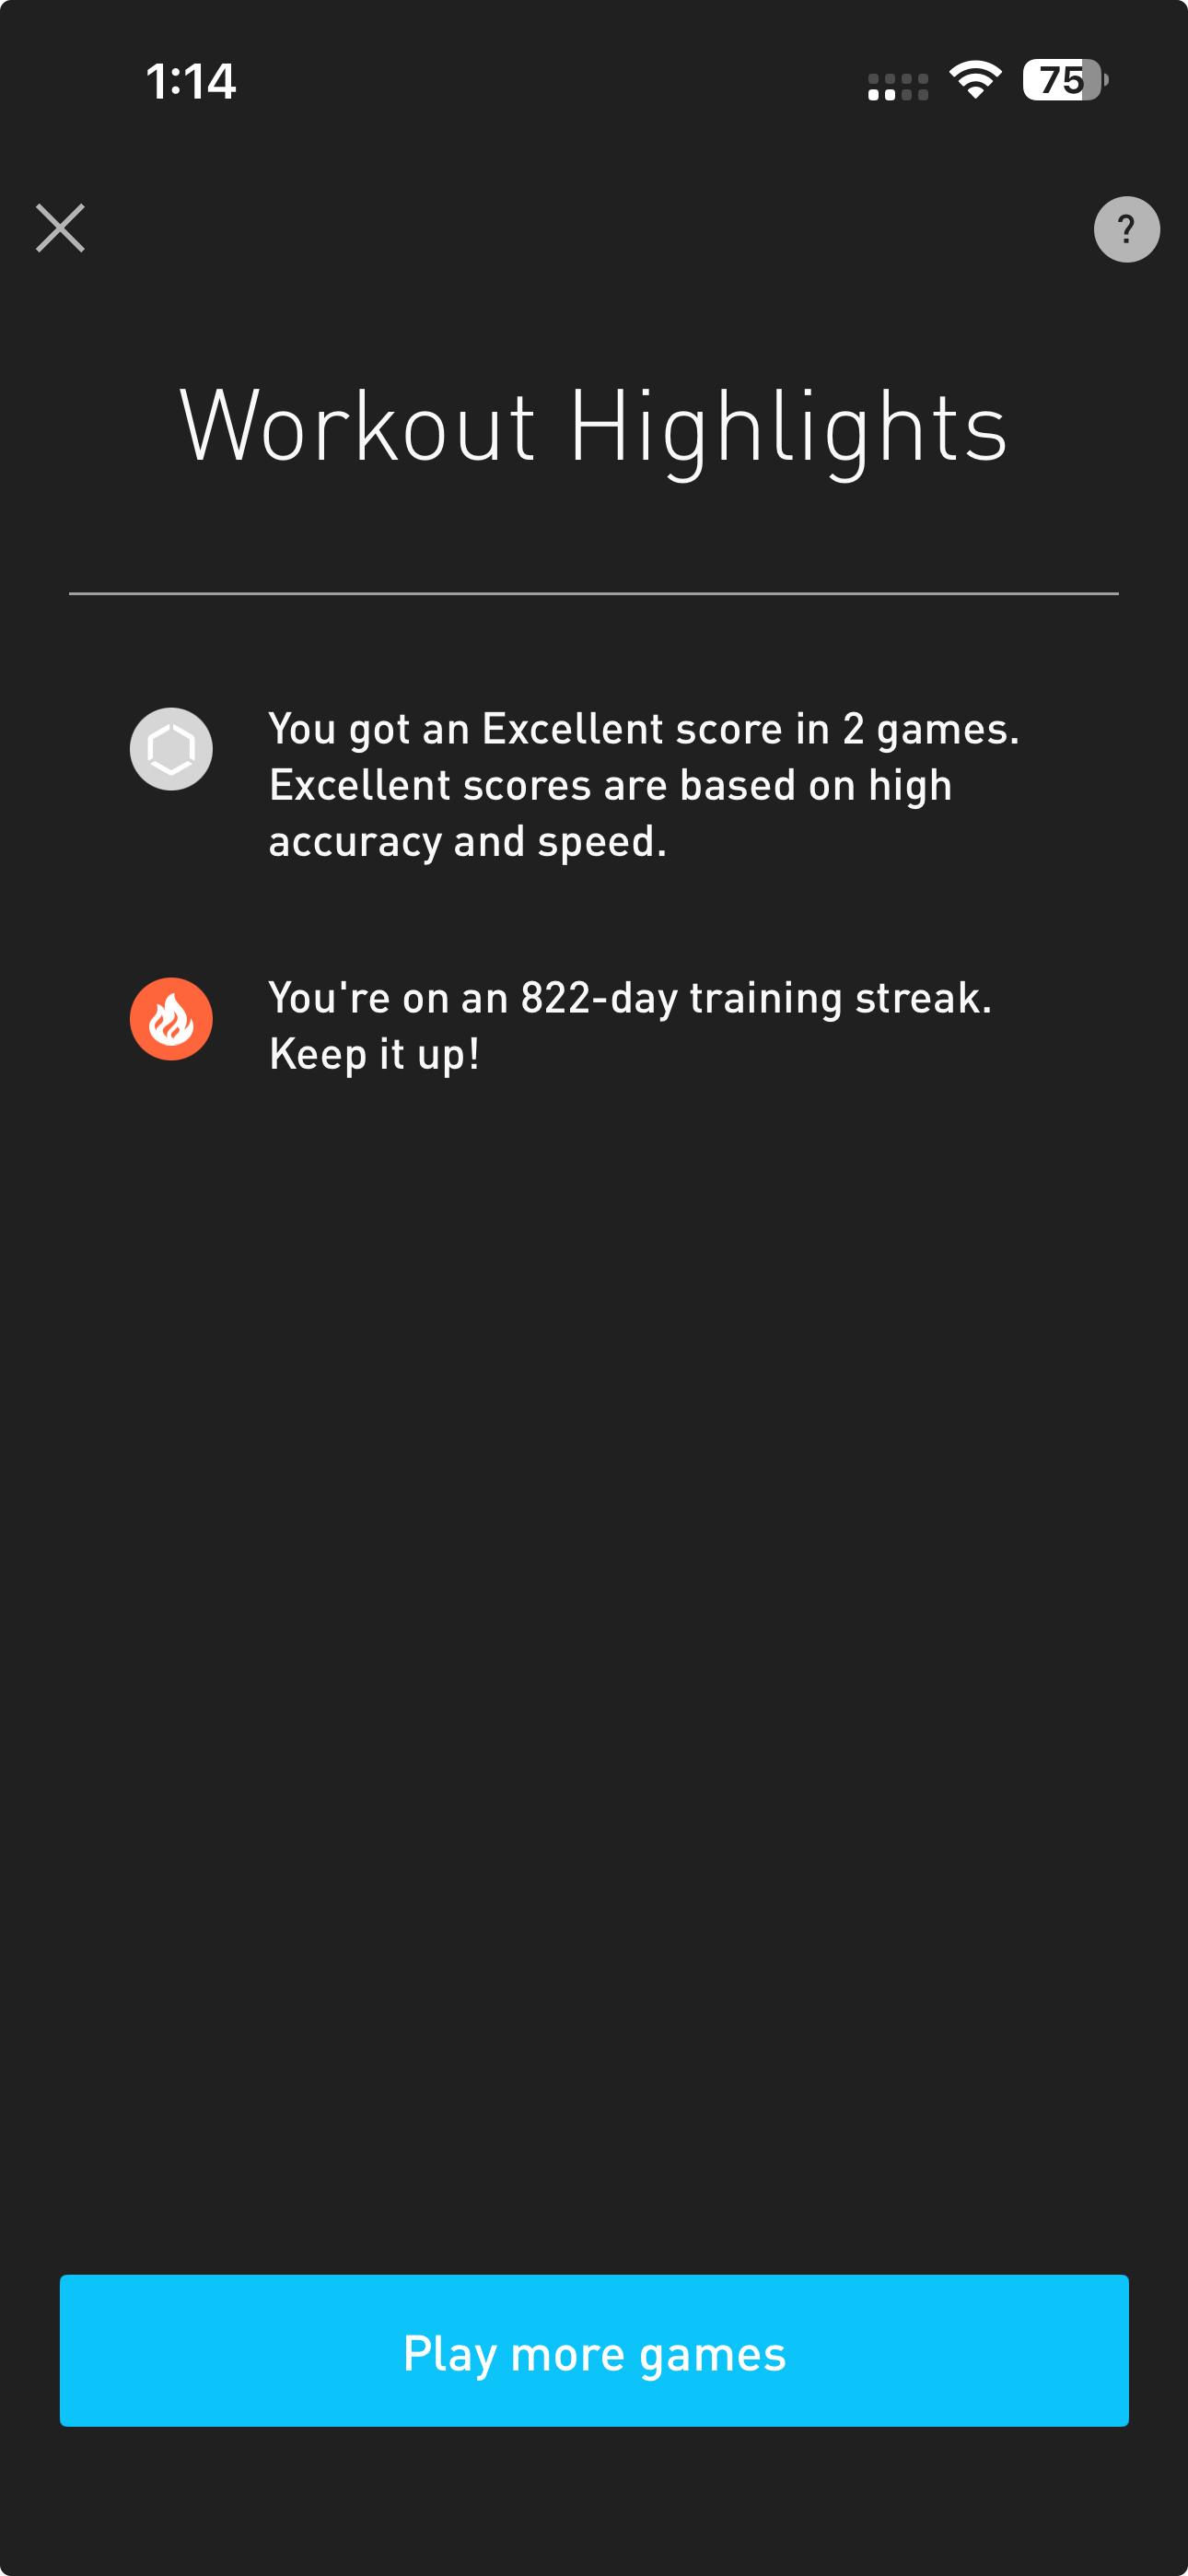 1:14
75
?
Workout Highlights
You got an Excellent score in 2 games.
Excellent scores are based on high
accuracy and speed.
You're on an 822-day training streak.
Keep it up!
Play more games